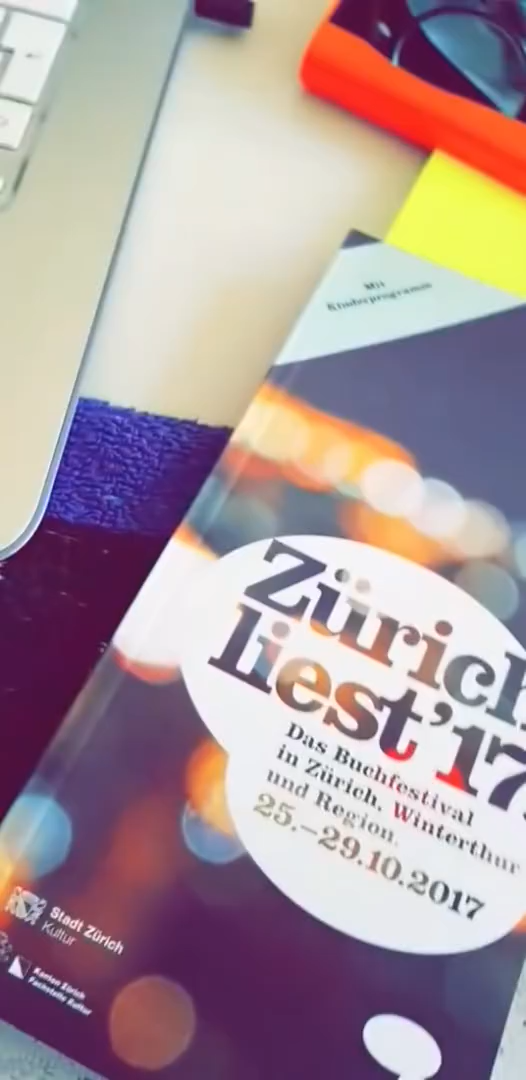 Mit
Kinderprogramm
Zürich
liest'17
Das Buchfestival
in Zürich, Winterthur
und Region.
25.–29.10.2017
Stadt Zürich
Kultur
Kanton Zürich
Fachstelle Kultur